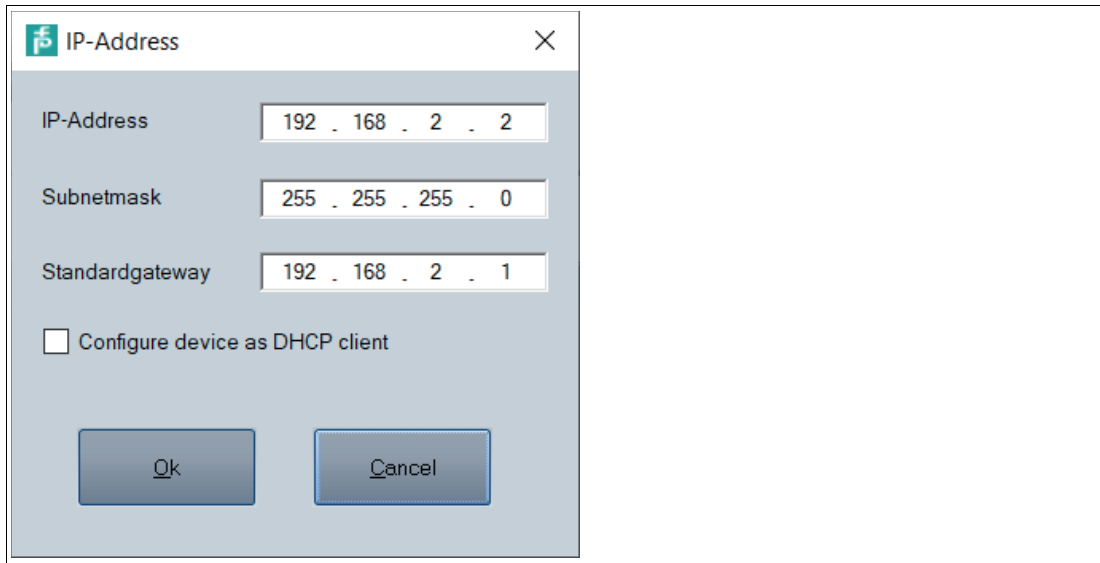 IP-Address
IP-Address 192 . 168 . 2 . 2
Subnetmask 255 . 255 . 255 . 0
Standardgateway 192 . 168 . 2 . 1
Configure device as DHCP client
Ok Cancel